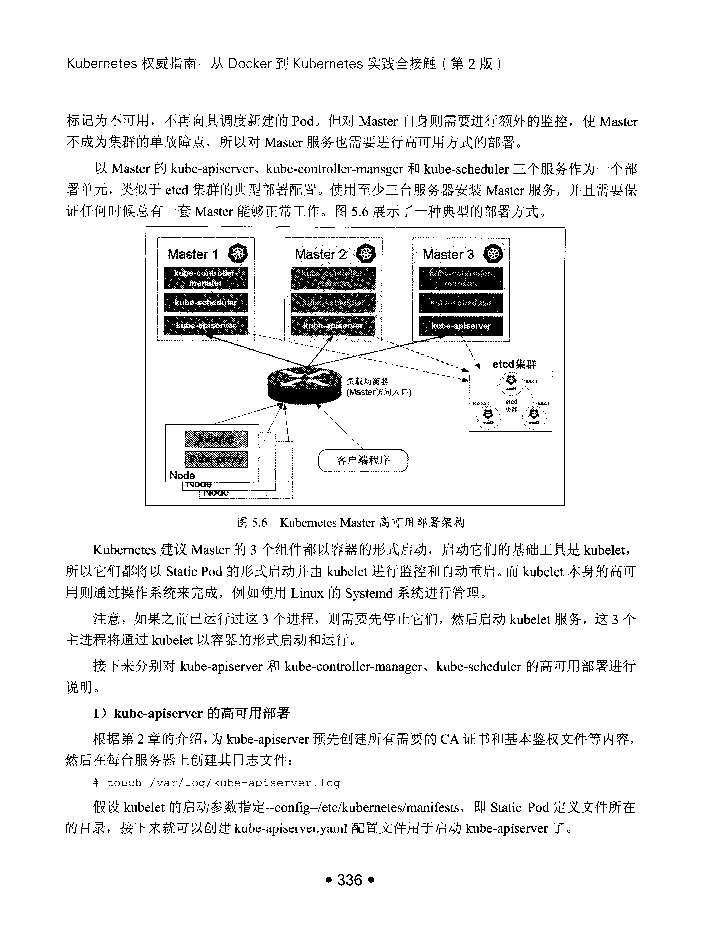 Kubernetes 权威指南：从 Docker 到 Kubernetes 实践全接触（第 2 版）
标记为不可用，不再向其调度新建的 Pod。但对 Master 自身则需要进行额外的监控，使 Master
不成为集群的单故障点，所以对 Master 服务也需要进行高可用方式的部署。
以 Master 的 kube-apiserver、kube-controller-mansger 和 kube-scheduler 三个服务作为一个部
署单元，类似于 etcd 集群的典型部署配置。使用至少三台服务器安装 Master 服务，并且需要保
证任何时候总有一套 Master 能够正常工作。图 5.6 展示了一种典型的部署方式。
Master 1
Master 2
Master 3
kube-controller-
manster
kube-scheduler
kube-scheduler
kube-scheduler
kube-apiserver
kube-apiserver
kube-apiserver
etcd集群
负载均衡器
(Master访问入口)
kube-proxy
Node
Node
Node
客户端程序
图 5.6 Kubernetes Master 高可用部署架构
Kubernetes 建议 Master 的 3 个组件都以容器的形式启动，启动它们的基础工具是 kubelet，
所以它们都将以 Static Pod 的形式启动并由 kubelet 进行监控和自动重启。而 kubelet 本身的高可
用则通过操作系统来完成，例如使用 Linux 的 Systemd 系统进行管理。
注意，如果之前已运行过这 3 个进程，则需要先停止它们，然后启动 kubelet 服务，这 3 个
主进程将通过 kubelet 以容器的形式启动和运行。
接下来分别对 kube-apiserver 和 kube-controller-manager、kube-scheduler 的高可用部署进行
说明。
1）kube-apiserver 的高可用部署
根据第 2 章的介绍，为 kube-apiserver 预先创建所有需要的 CA 证书和基本鉴权文件等内容，
然后在每台服务器上创建其日志文件：
# touch /var/log/kube-apiserver.log
假设 kubelet 的启动参数指定--config=/etc/kubernetes/manifests，即 Static Pod 定义文件所在
的目录，接下来就可以创建 kube-apiserver.yaml 配置文件用于启动 kube-apiserver 了。
• 336 •